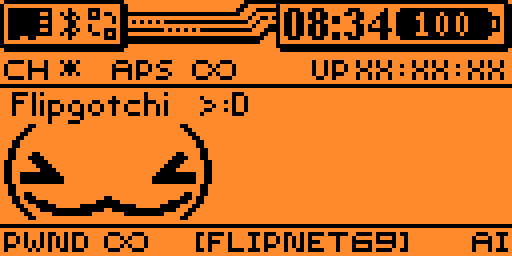 08:34 100
CH * APS ∞ UP XX:XX:XX
Flipgotchi >:D
PWND ∞ [FLIPNET69] AI